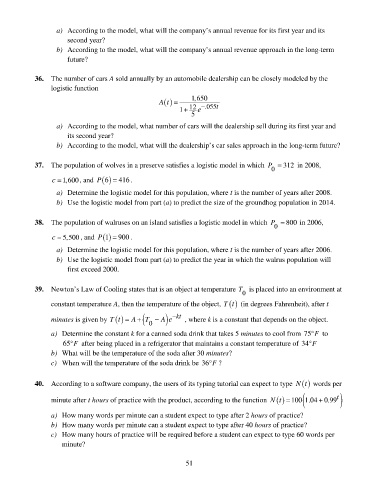 a) According to the model, what will the company's annual revenue for its first year and its
second year?
b) According to the model, what will the company's annual revenue approach in the long-term
future?
36. The number of cars A sold annually by an automobile dealership can be closely modeled by the
logistic function
A(t) = 1,650 / (1 + 12/5 e^-.055t)
a) According to the model, what number of cars will the dealership sell during its first year and
its second year?
b) According to the model, what will the dealership's car sales approach in the long-term future?
37. The population of wolves in a preserve satisfies a logistic model in which P₀ = 312 in 2008,
c = 1,600, and P(6) = 416.
a) Determine the logistic model for this population, where t is the number of years after 2008.
b) Use the logistic model from part (a) to predict the size of the groundhog population in 2014.
38. The population of walruses on an island satisfies a logistic model in which P₀ = 800 in 2006,
c = 5,500, and P(1) = 900.
a) Determine the logistic model for this population, where t is the number of years after 2006.
b) Use the logistic model from part (a) to predict the year in which the walrus population will
first exceed 2000.
39. Newton's Law of Cooling states that is an object at temperature T₀ is placed into an environment at
constant temperature A, then the temperature of the object, T(t) (in degrees Fahrenheit), after t
minutes is given by T(t) = A + (T₀ − A)e^-kt, where k is a constant that depends on the object.
a) Determine the constant k for a canned soda drink that takes 5 minutes to cool from 75°F to
65°F after being placed in a refrigerator that maintains a constant temperature of 34°F
b) What will be the temperature of the soda after 30 minutes?
c) When will the temperature of the soda drink be 36°F ?
40. According to a software company, the users of its typing tutorial can expect to type N(t) words per
minute after t hours of practice with the product, according to the function N(t) = 100(1.04 + 0.99^t)
a) How many words per minute can a student expect to type after 2 hours of practice?
b) How many words per minute can a student expect to type after 40 hours of practice?
c) How many hours of practice will be required before a student can expect to type 60 words per
minute?
51